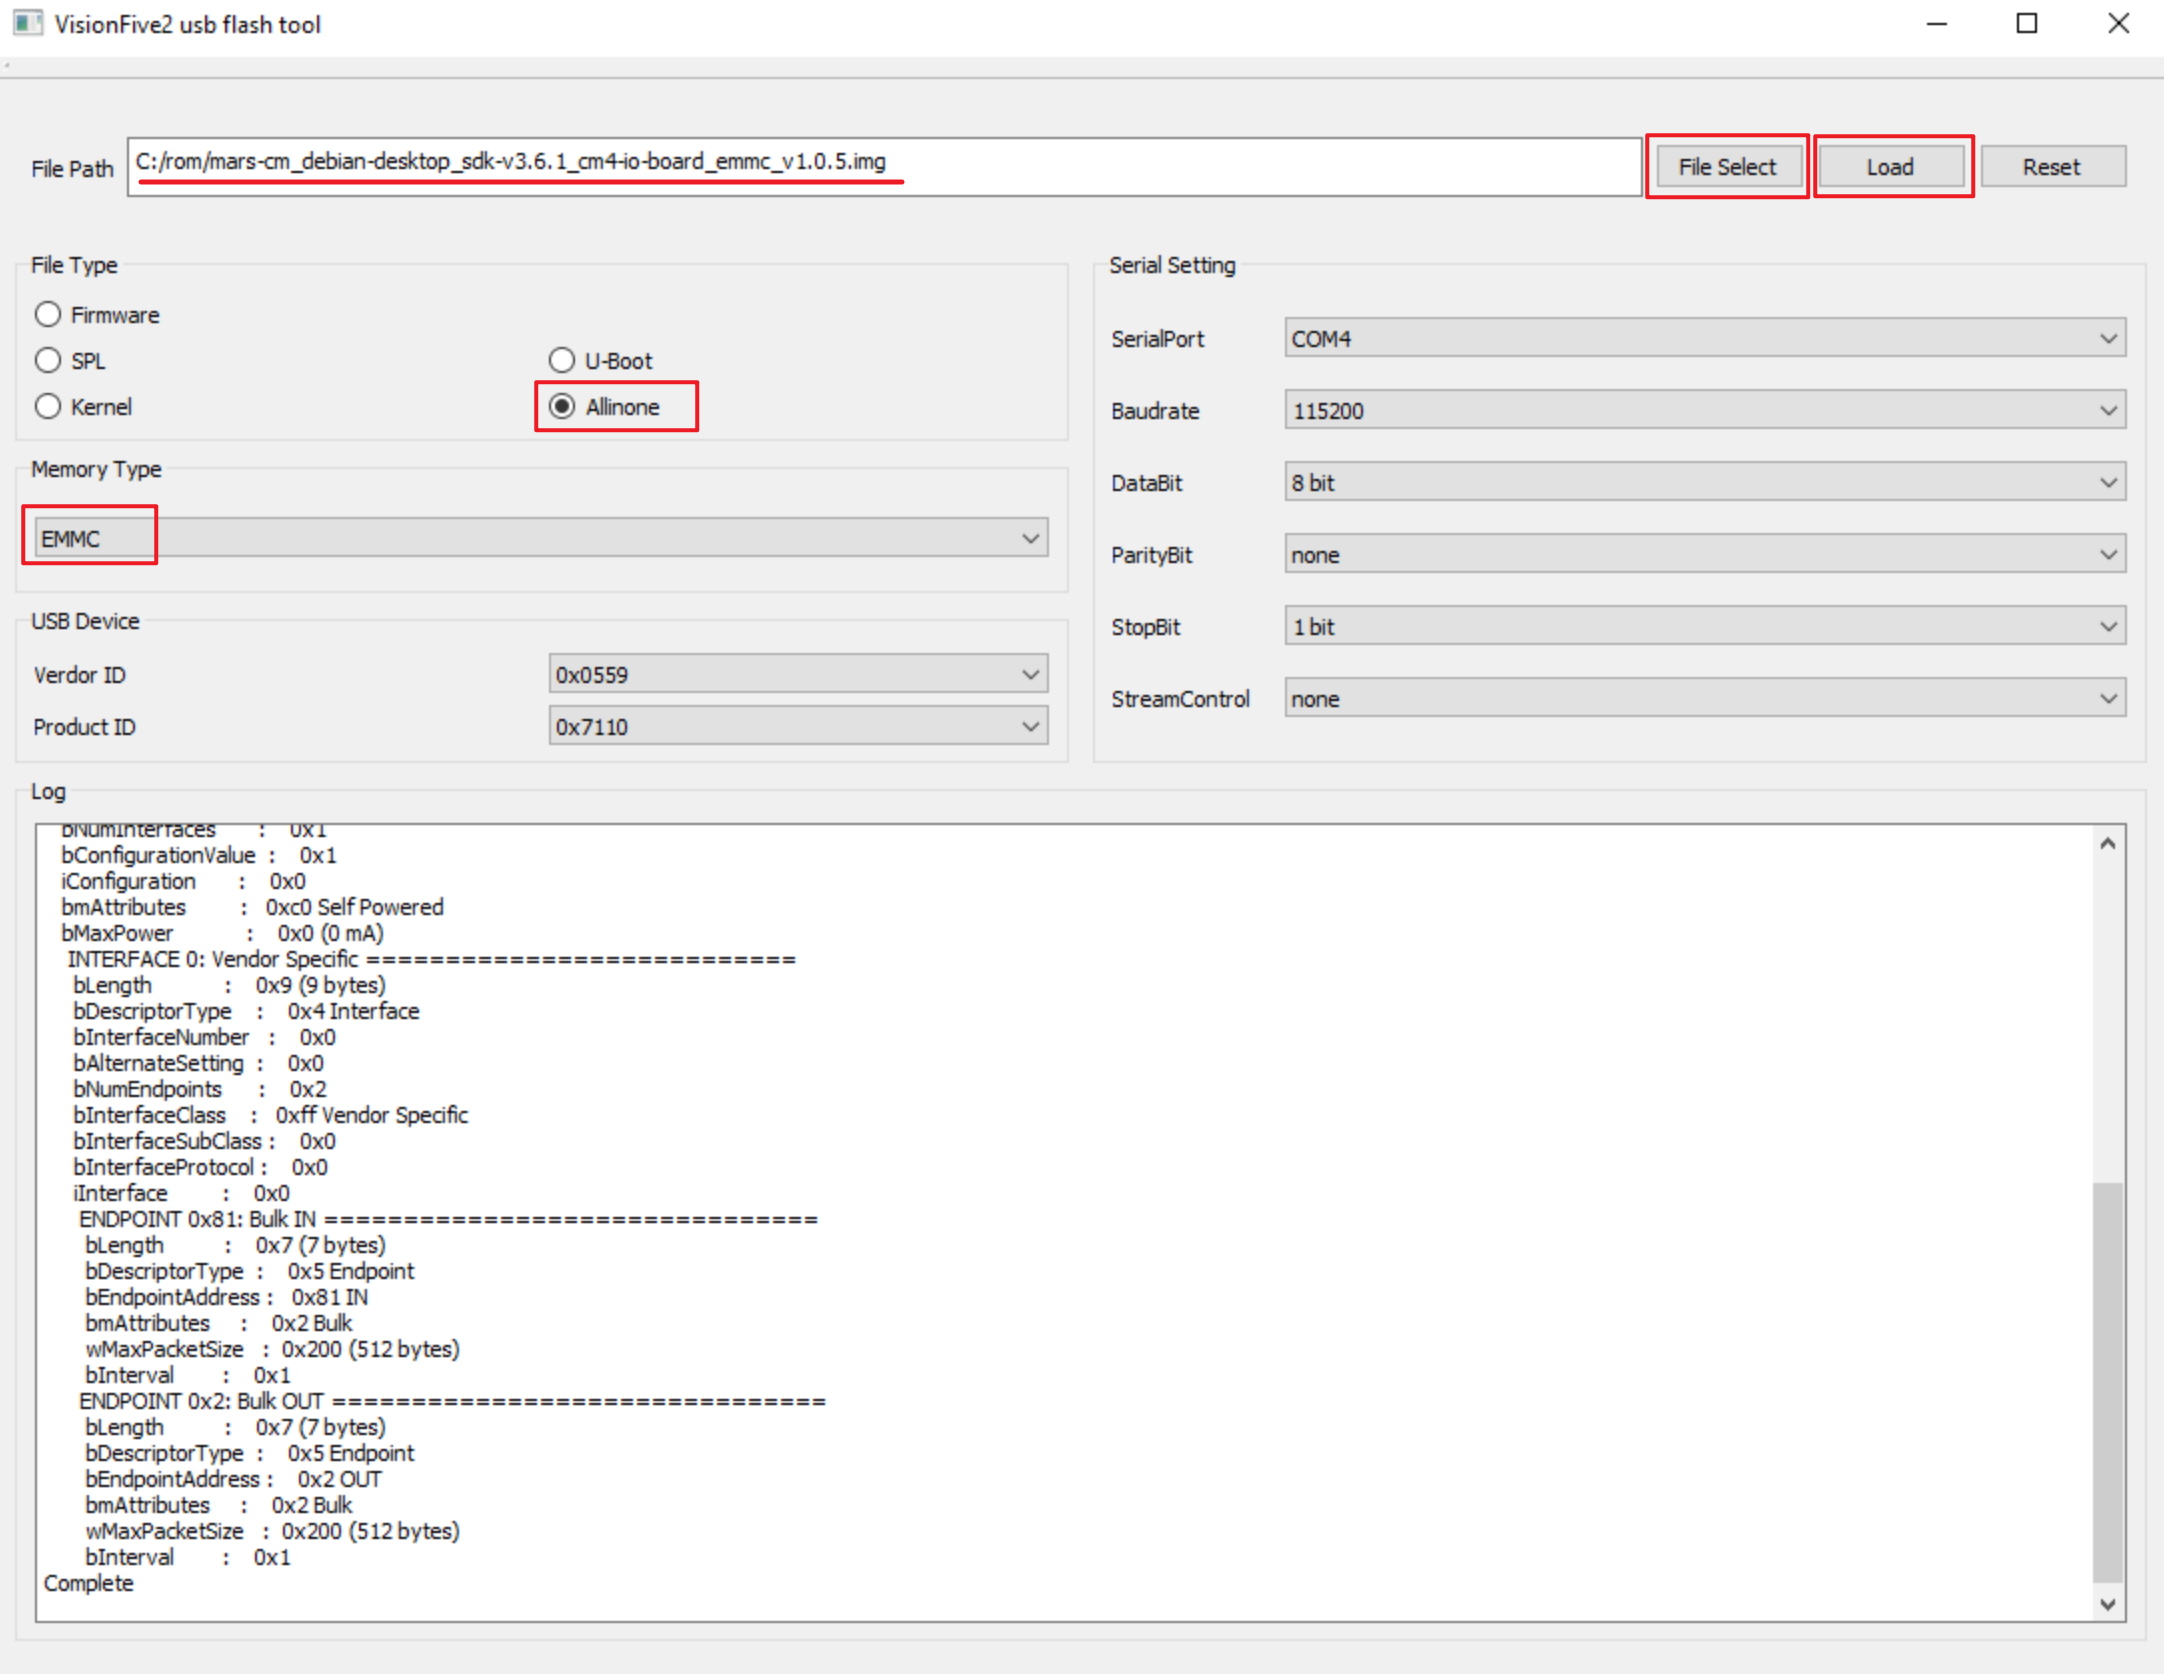 VisionFive2 usb flash tool
File Path C:/rom/mars-cm_debian-desktop_sdk-v3.6.1_cm4-io-board_emmc_v1.0.5.img File Select Load Reset
File Type
Firmware
SPL U-Boot
Kernel Allinone
Memory Type
EMMC
USB Device
Verdor ID 0x0559
Product ID 0x7110
Serial Setting
SerialPort COM4
Baudrate 115200
DataBit 8 bit
ParityBit none
StopBit 1 bit
StreamControl none
Log
bNumInterfaces : 0x1
bConfigurationValue : 0x1
iConfiguration : 0x0
bmAttributes : 0xc0 Self Powered
bMaxPower : 0x0 (0 mA)
INTERFACE 0: Vendor Specific ===========================
bLength : 0x9 (9 bytes)
bDescriptorType : 0x4 Interface
bInterfaceNumber : 0x0
bAlternateSetting : 0x0
bNumEndpoints : 0x2
bInterfaceClass : 0xff Vendor Specific
bInterfaceSubClass : 0x0
bInterfaceProtocol : 0x0
iInterface : 0x0
ENDPOINT 0x81: Bulk IN ===============================
bLength : 0x7 (7 bytes)
bDescriptorType : 0x5 Endpoint
bEndpointAddress : 0x81 IN
bmAttributes : 0x2 Bulk
wMaxPacketSize : 0x200 (512 bytes)
bInterval : 0x1
ENDPOINT 0x2: Bulk OUT ===============================
bLength : 0x7 (7 bytes)
bDescriptorType : 0x5 Endpoint
bEndpointAddress : 0x2 OUT
bmAttributes : 0x2 Bulk
wMaxPacketSize : 0x200 (512 bytes)
bInterval : 0x1
Complete